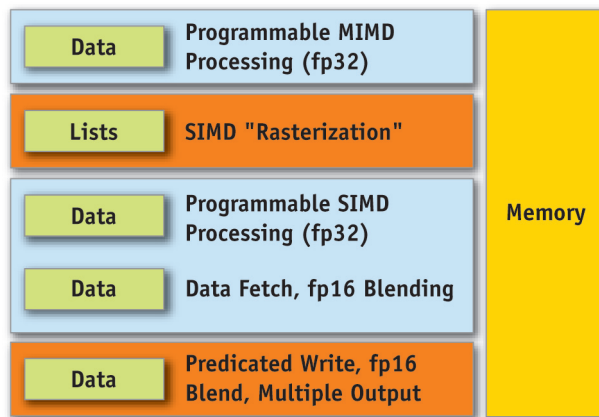 Data
Programmable MIMD
Processing (fp32)
Lists
SIMD "Rasterization"
Data
Programmable SIMD
Processing (fp32)
Data
Data Fetch, fp16 Blending
Data
Predicated Write, fp16
Blend, Multiple Output
Memory